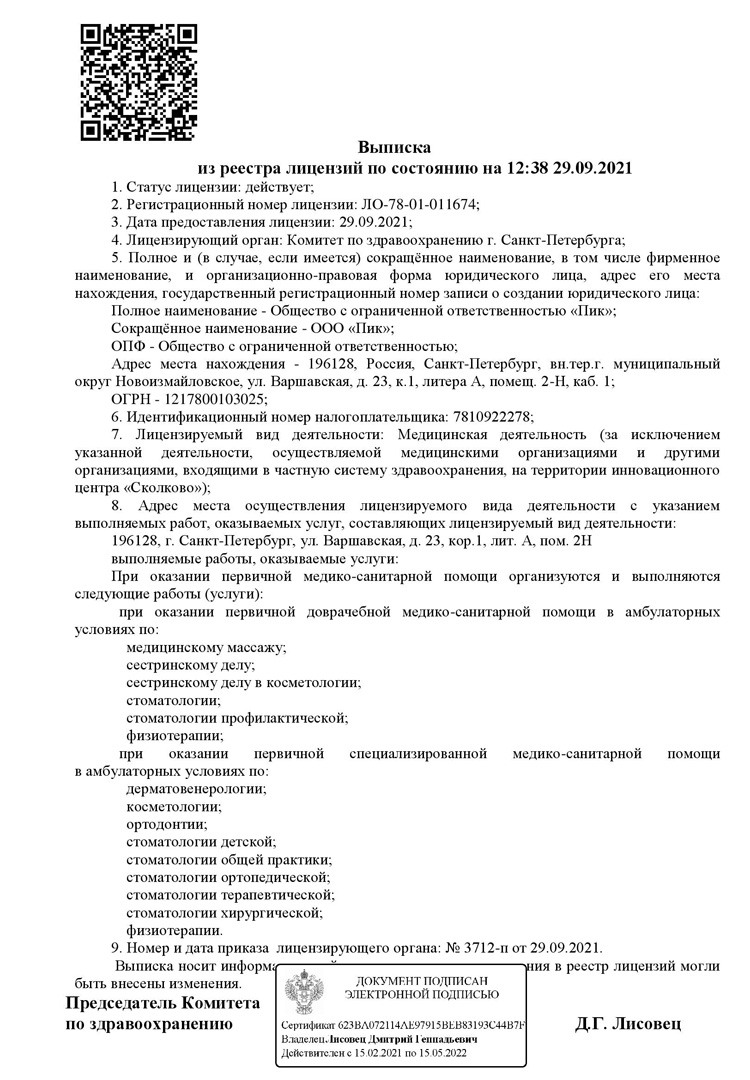 Выписка
из реестра лицензий по состоянию на 12:38 29.09.2021
1. Статус лицензии: действует;
2. Регистрационный номер лицензии: ЛО-78-01-011674;
3. Дата предоставления лицензии: 29.09.2021;
4. Лицензирующий орган: Комитет по здравоохранению г. Санкт-Петербурга;
5. Полное и (в случае, если имеется) сокращённое наименование, в том числе фирменное
наименование, и организационно-правовая форма юридического лица, адрес его места
нахождения, государственный регистрационный номер записи о создании юридического лица:
Полное наименование - Общество с ограниченной ответственностью «Пик»;
Сокращённое наименование - ООО «Пик»;
ОПФ - Общество с ограниченной ответственностью;
Адрес места нахождения - 196128, Россия, Санкт-Петербург, вн.тер.г. муниципальный
округ Новоизмайловское, ул. Варшавская, д. 23, к.1, литера А, помещ. 2-Н, каб. 1;
ОГРН - 1217800103025;
6. Идентификационный номер налогоплательщика: 7810922278;
7. Лицензируемый вид деятельности: Медицинская деятельность (за исключением
указанной деятельности, осуществляемой медицинскими организациями и другими
организациями, входящими в частную систему здравоохранения, на территории инновационного
центра «Сколково»);
8. Адрес места осуществления лицензируемого вида деятельности с указанием
выполняемых работ, оказываемых услуг, составляющих лицензируемый вид деятельности:
196128, г. Санкт-Петербург, ул. Варшавская, д. 23, кор.1, лит. А, пом. 2Н
выполняемые работы, оказываемые услуги:
При оказании первичной медико-санитарной помощи организуются и выполняются
следующие работы (услуги):
при оказании первичной доврачебной медико-санитарной помощи в амбулаторных
условиях по:
медицинскому массажу;
сестринскому делу;
сестринскому делу в косметологии;
стоматологии;
стоматологии профилактической;
физиотерапии;
при оказании первичной специализированной медико-санитарной помощи
в амбулаторных условиях по:
дерматовенерологии;
косметологии;
ортодонтии;
стоматологии детской;
стоматологии общей практики;
стоматологии ортопедической;
стоматологии терапевтической;
стоматологии хирургической;
физиотерапии.
9. Номер и дата приказа лицензирующего органа: № 3712-п от 29.09.2021.
Выписка носит в реестр лицензий могли
быть внесены изменения.
Председатель Комитета
по здравоохранению
ДОКУМЕНТ ПОДПИСАН
ЭЛЕКТРОННОЙ ПОДПИСЬЮ
Сертификат 623BA072114AE97915BEB83193C44B7F
Владелец Лисовец Дмитрий Геннадьевич
Действителен с 15.02.2021 по 15.05.2022
Д.Г. Лисовец